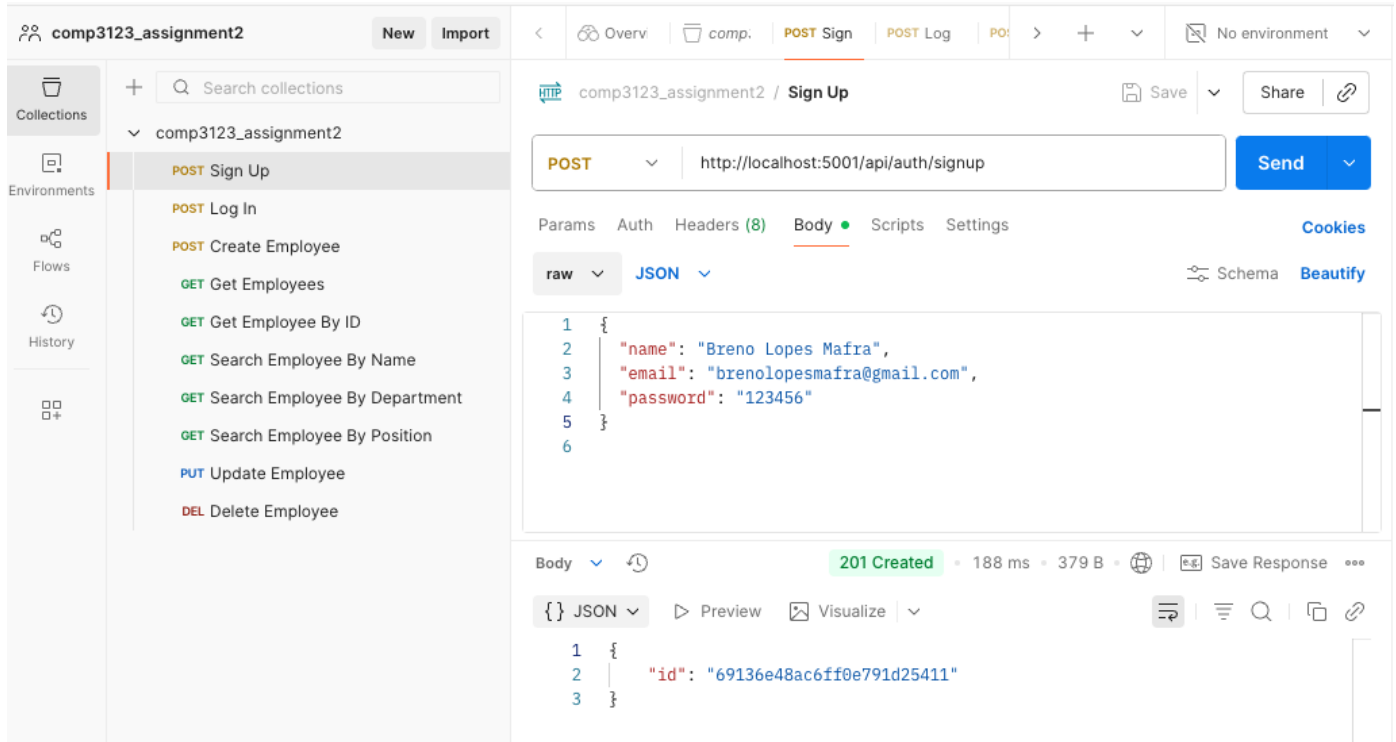 comp3123_assignment2 New Import
Overvi comp. POST Sign POST Log POS No environment
Collections
Environments
Flows
History
Search collections
comp3123_assignment2
POST Sign Up
POST Log In
POST Create Employee
GET Get Employees
GET Get Employee By ID
GET Search Employee By Name
GET Search Employee By Department
GET Search Employee By Position
PUT Update Employee
DEL Delete Employee
HTTP comp3123_assignment2 / Sign Up Save Share
POST http://localhost:5001/api/auth/signup Send
Params Auth Headers (8) Body Scripts Settings Cookies
raw JSON Schema Beautify
1 {
2 "name": "Breno Lopes Mafra",
3 "email": "brenolopesmafra@gmail.com",
4 "password": "123456"
5 }
6
Body 201 Created 188 ms 379 B e.g. Save Response
{} JSON Preview Visualize
1 {
2 "id": "69136e48ac6ff0e791d25411"
3 }